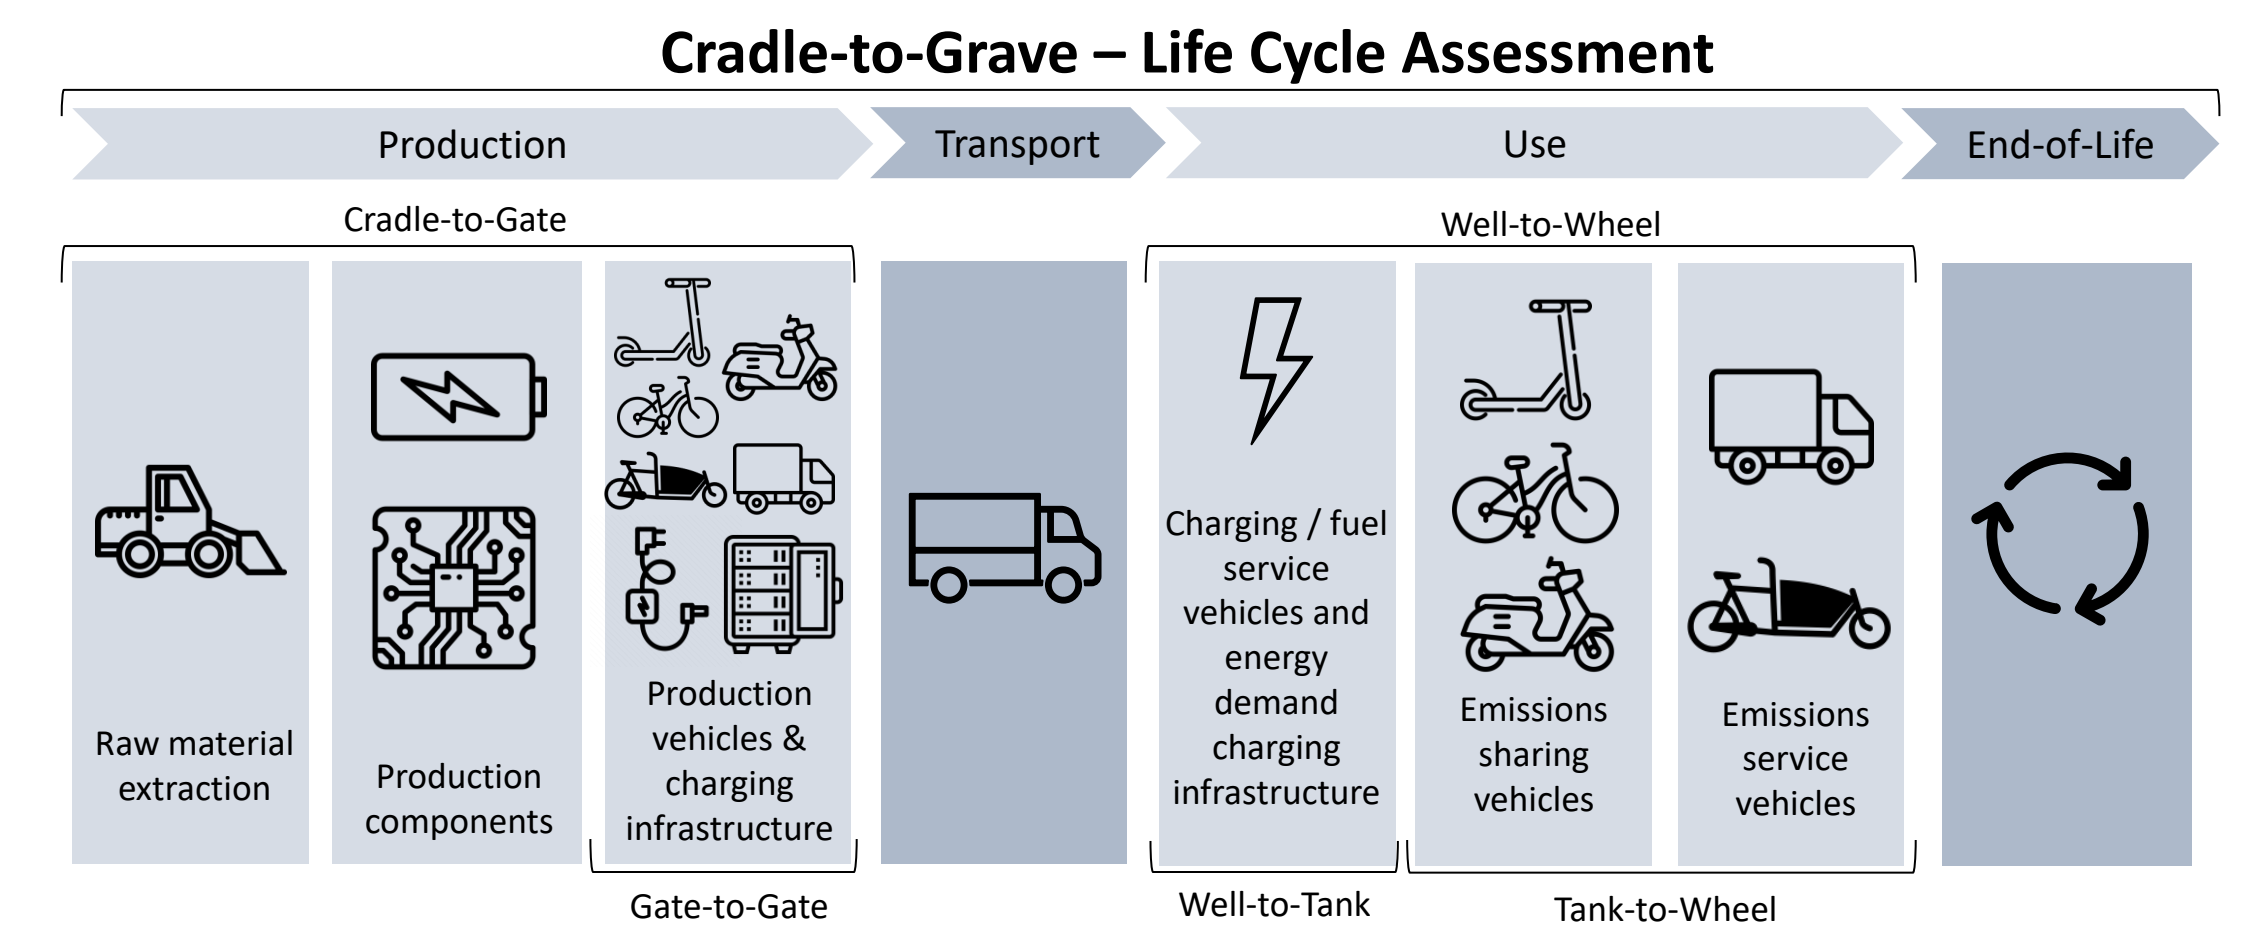 Cradle-to-Grave – Life Cycle Assessment
Production
Transport
Use
End-of-Life
Cradle-to-Gate
Well-to-Wheel
Raw material
extraction
Production
components
Production
vehicles &
charging
infrastructure
Charging / fuel
service
vehicles and
energy
demand
charging
infrastructure
Emissions
sharing
vehicles
Emissions
service
vehicles
Gate-to-Gate
Well-to-Tank
Tank-to-Wheel